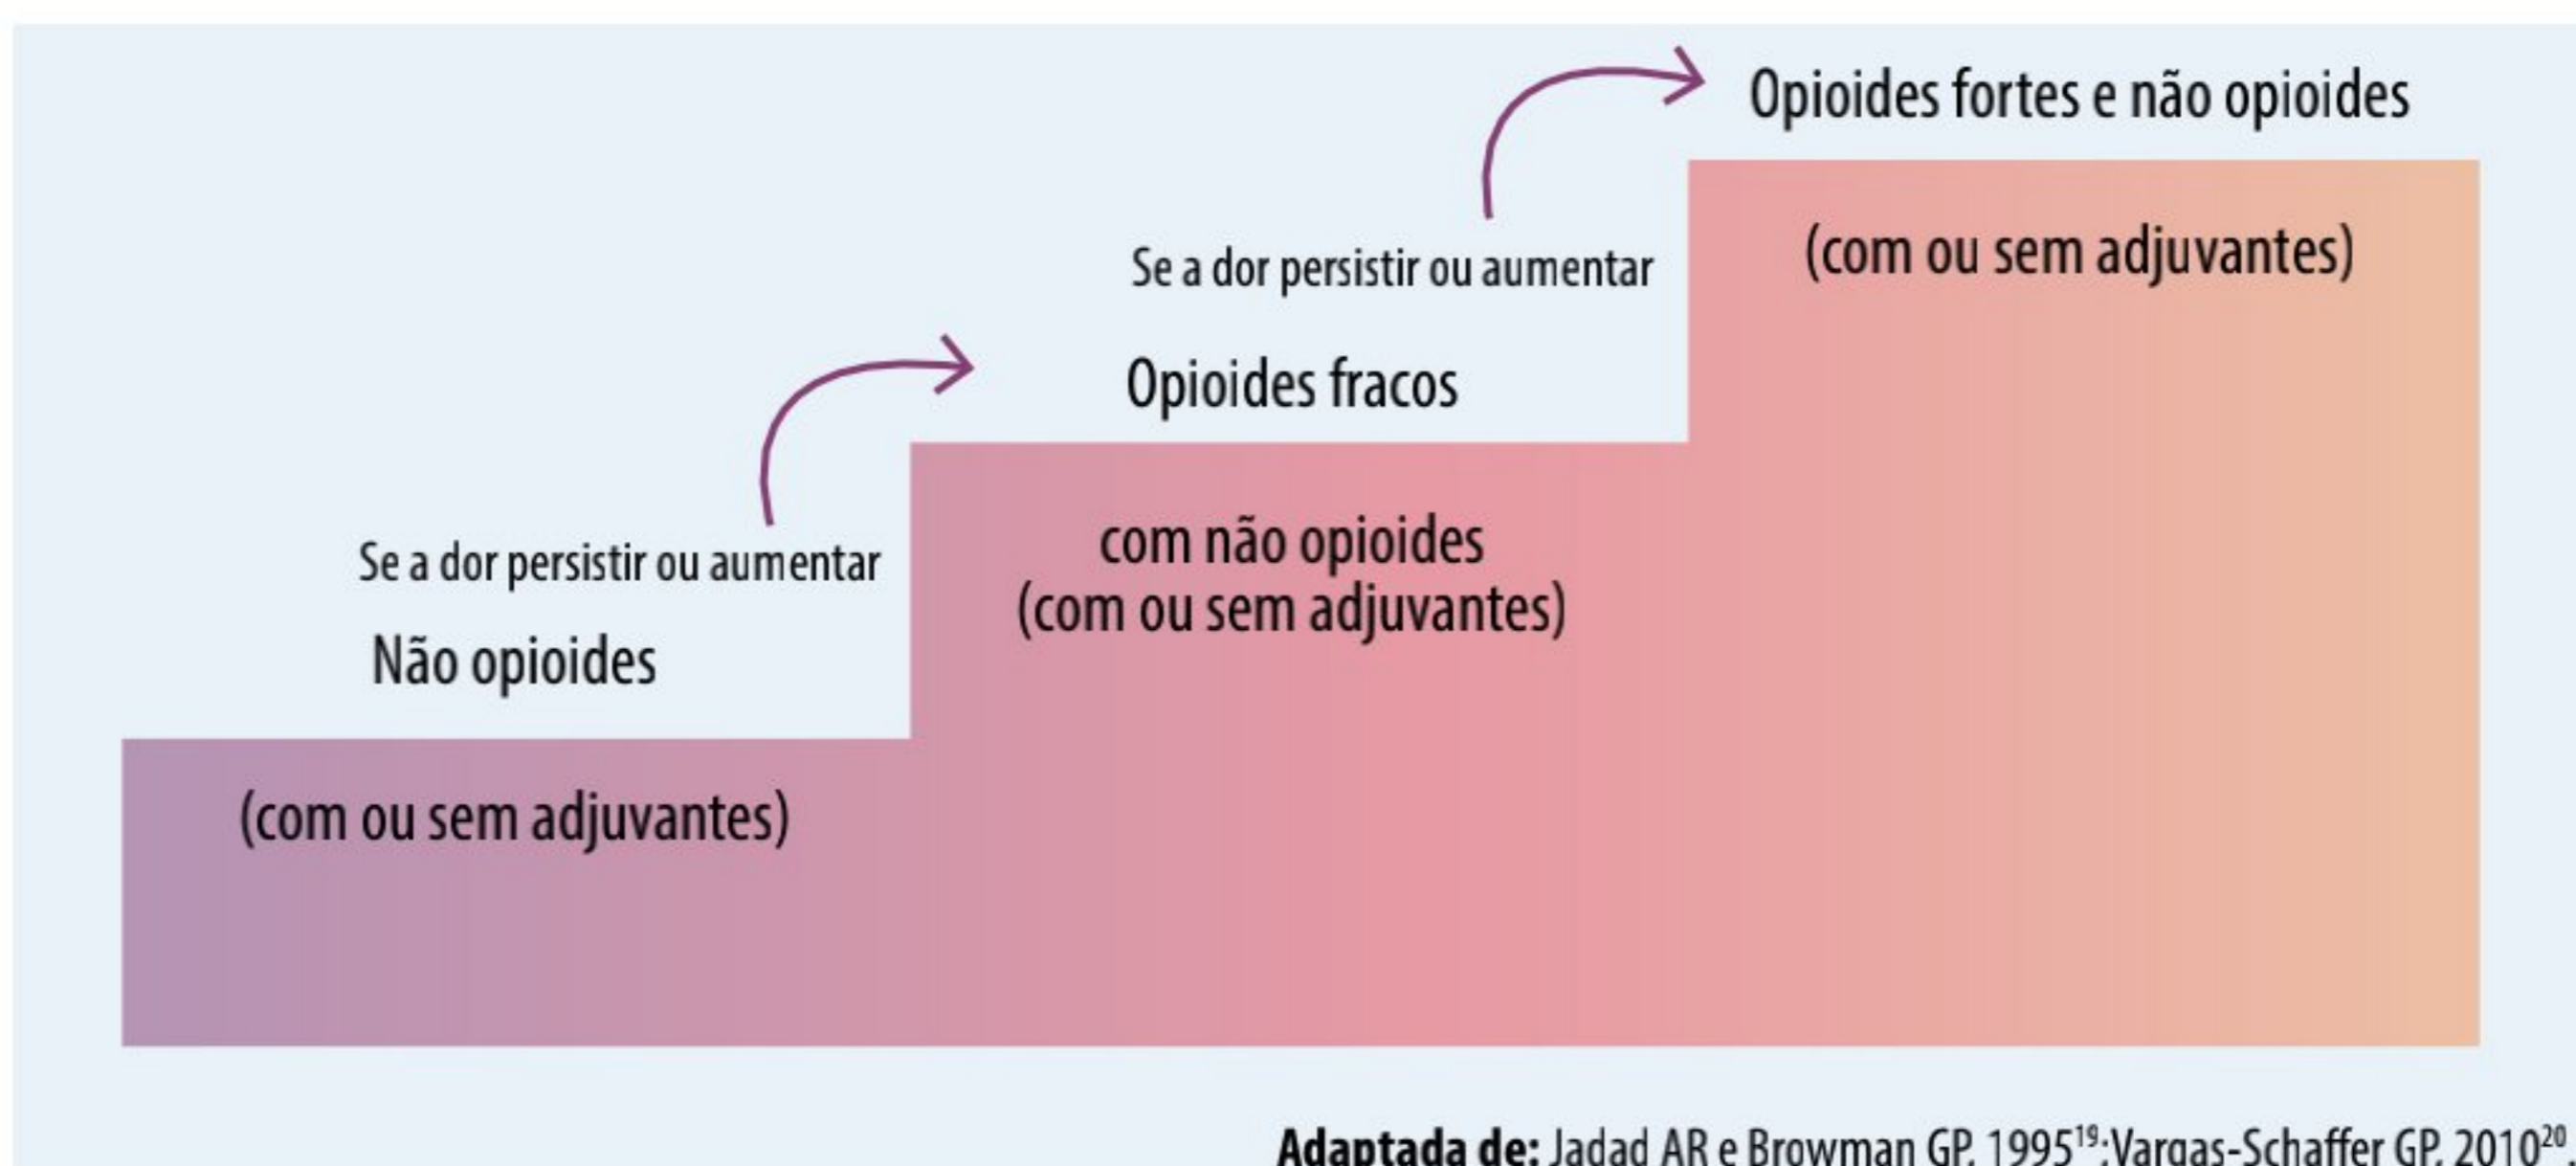 Opioides fortes e não opioides
(com ou sem adjuvantes)
Se a dor persistir ou aumentar
Opioides fracos
com não opioides
(com ou sem adjuvantes)
Se a dor persistir ou aumentar
Não opioides
(com ou sem adjuvantes)
Adaptada de: Jadad AR e Browman GP, 1995¹⁹;Vargas-Schaffer GP, 2010²⁰